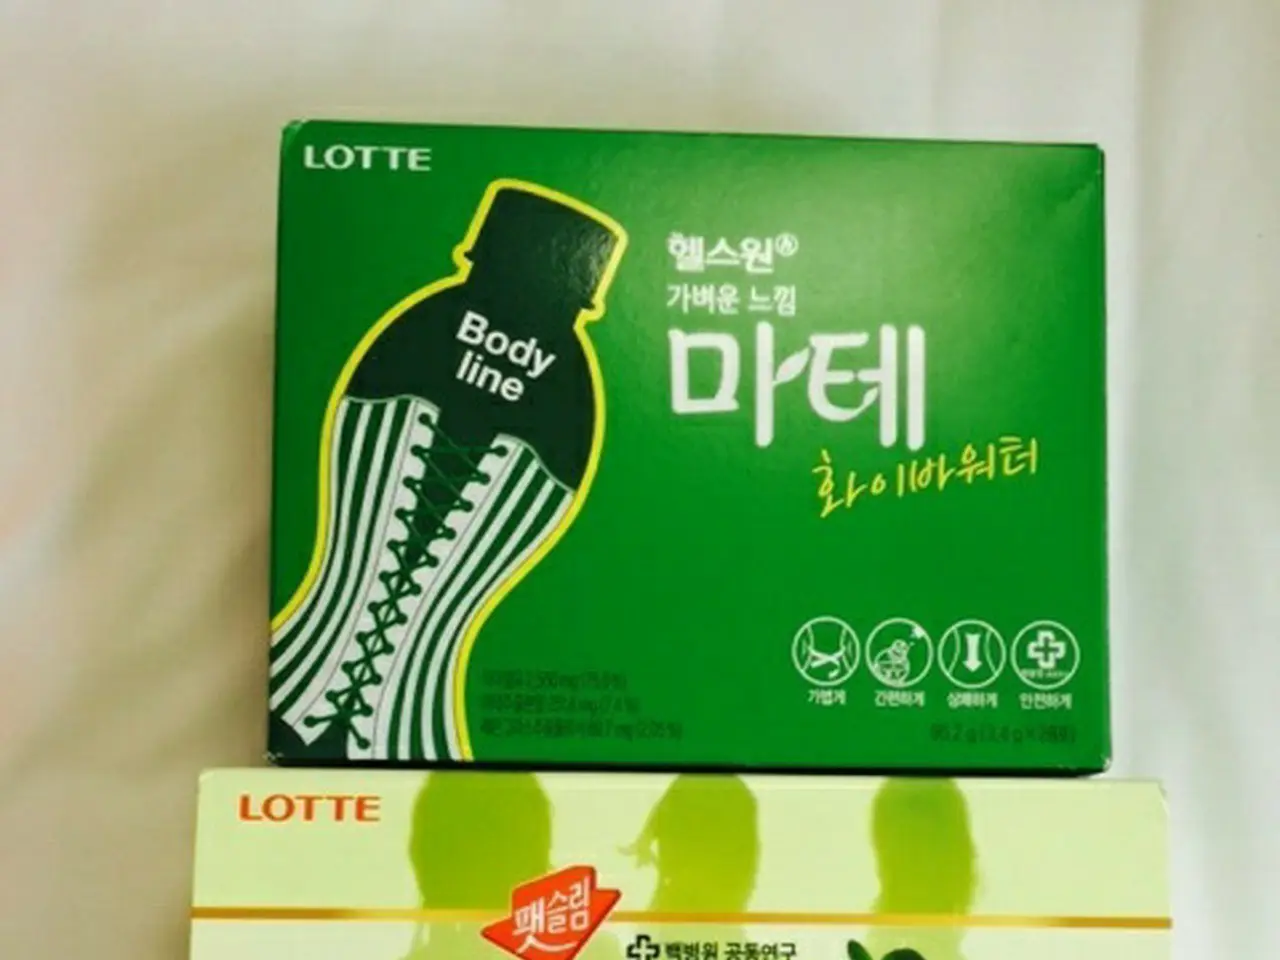 LOTTE
헬스원
가벼운 느낌
마테
화이바워터
Body
line
가볍게
간편하게
상쾌하게
안전하게
LOTTE
팻슬림
백병원 공동연구